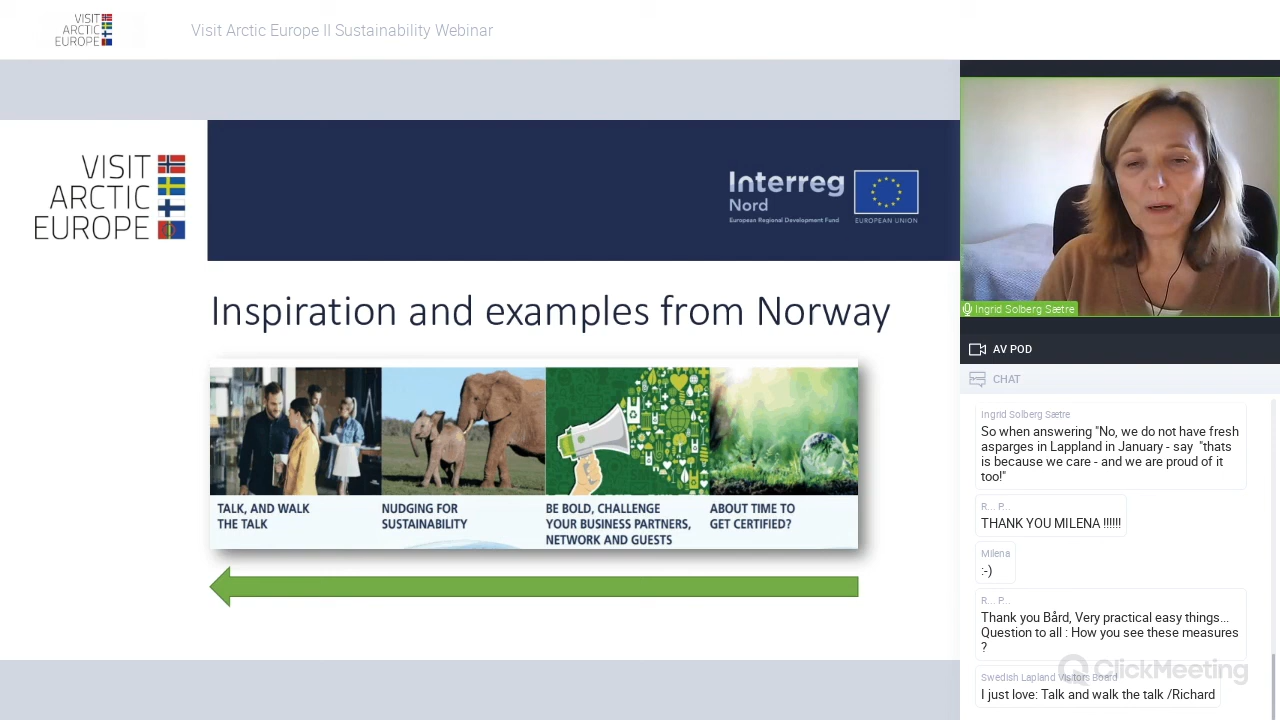 VISIT
ARCTIC
EUROPE
Visit Arctic Europe II Sustainability Webinar
VISIT
ARCTIC
EUROPE
Interreg
Nord
European Regional Development Fund
EUROPEAN UNION
Inspiration and examples from Norway
TALK, AND WALK
THE TALK
NUDGING FOR
SUSTAINABILITY
BE BOLD, CHALLENGE
YOUR BUSINESS PARTNERS,
NETWORK AND GUESTS
ABOUT TIME TO
GET CERTIFIED?
Ingrid Solberg Sætre
AV POD
CHAT
Ingrid Solberg Sætre
So when answering "No, we do not have fresh
asparges in Lappland in January - say "thats
is because we care - and we are proud of it
too!"
R... P...
THANK YOU MILENA !!!!!!
Milena
:-)
R... P...
Thank you Bård, Very practical easy things...
Question to all : How you see these measures
?
ClickMeeting
Swedish Lapland Visitors Board
I just love: Talk and walk the talk /Richard